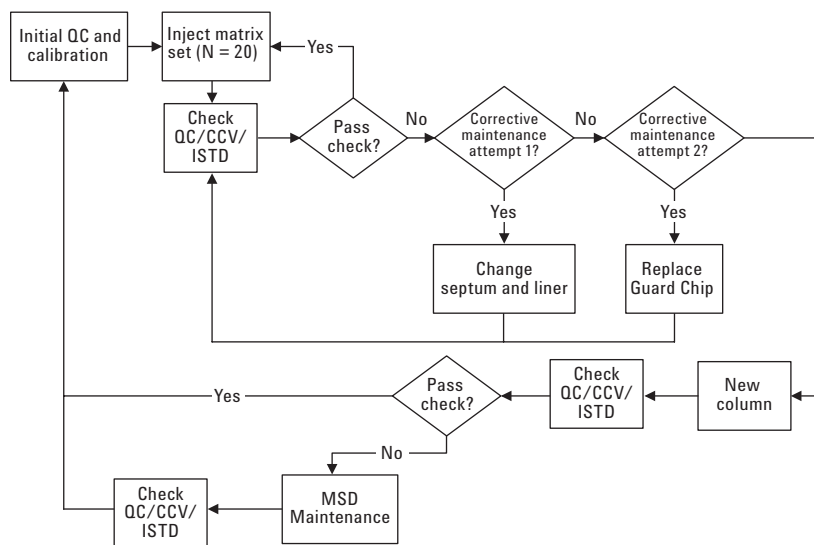 Initial QC and
calibration
Inject matrix
set (N = 20)
Yes
Check
QC/CCV/
ISTD
Pass
check?
No
Corrective
maintenance
attempt 1?
No
Corrective
maintenance
attempt 2?
Yes
Yes
Change
septum and liner
Replace
Guard Chip
Yes
Pass
check?
Check
QC/CCV/
ISTD
New
column
No
Check
QC/CCV/
ISTD
MSD
Maintenance